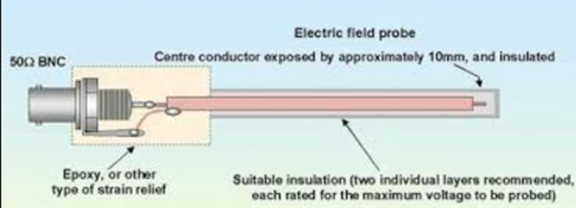 Electric field probe
50Ω BNC
Centre conductor exposed by approximately 10mm, and insulated
Epoxy, or other
type of strain relief
Suitable insulation (two individual layers recommended,
each rated for the maximum voltage to be probed)